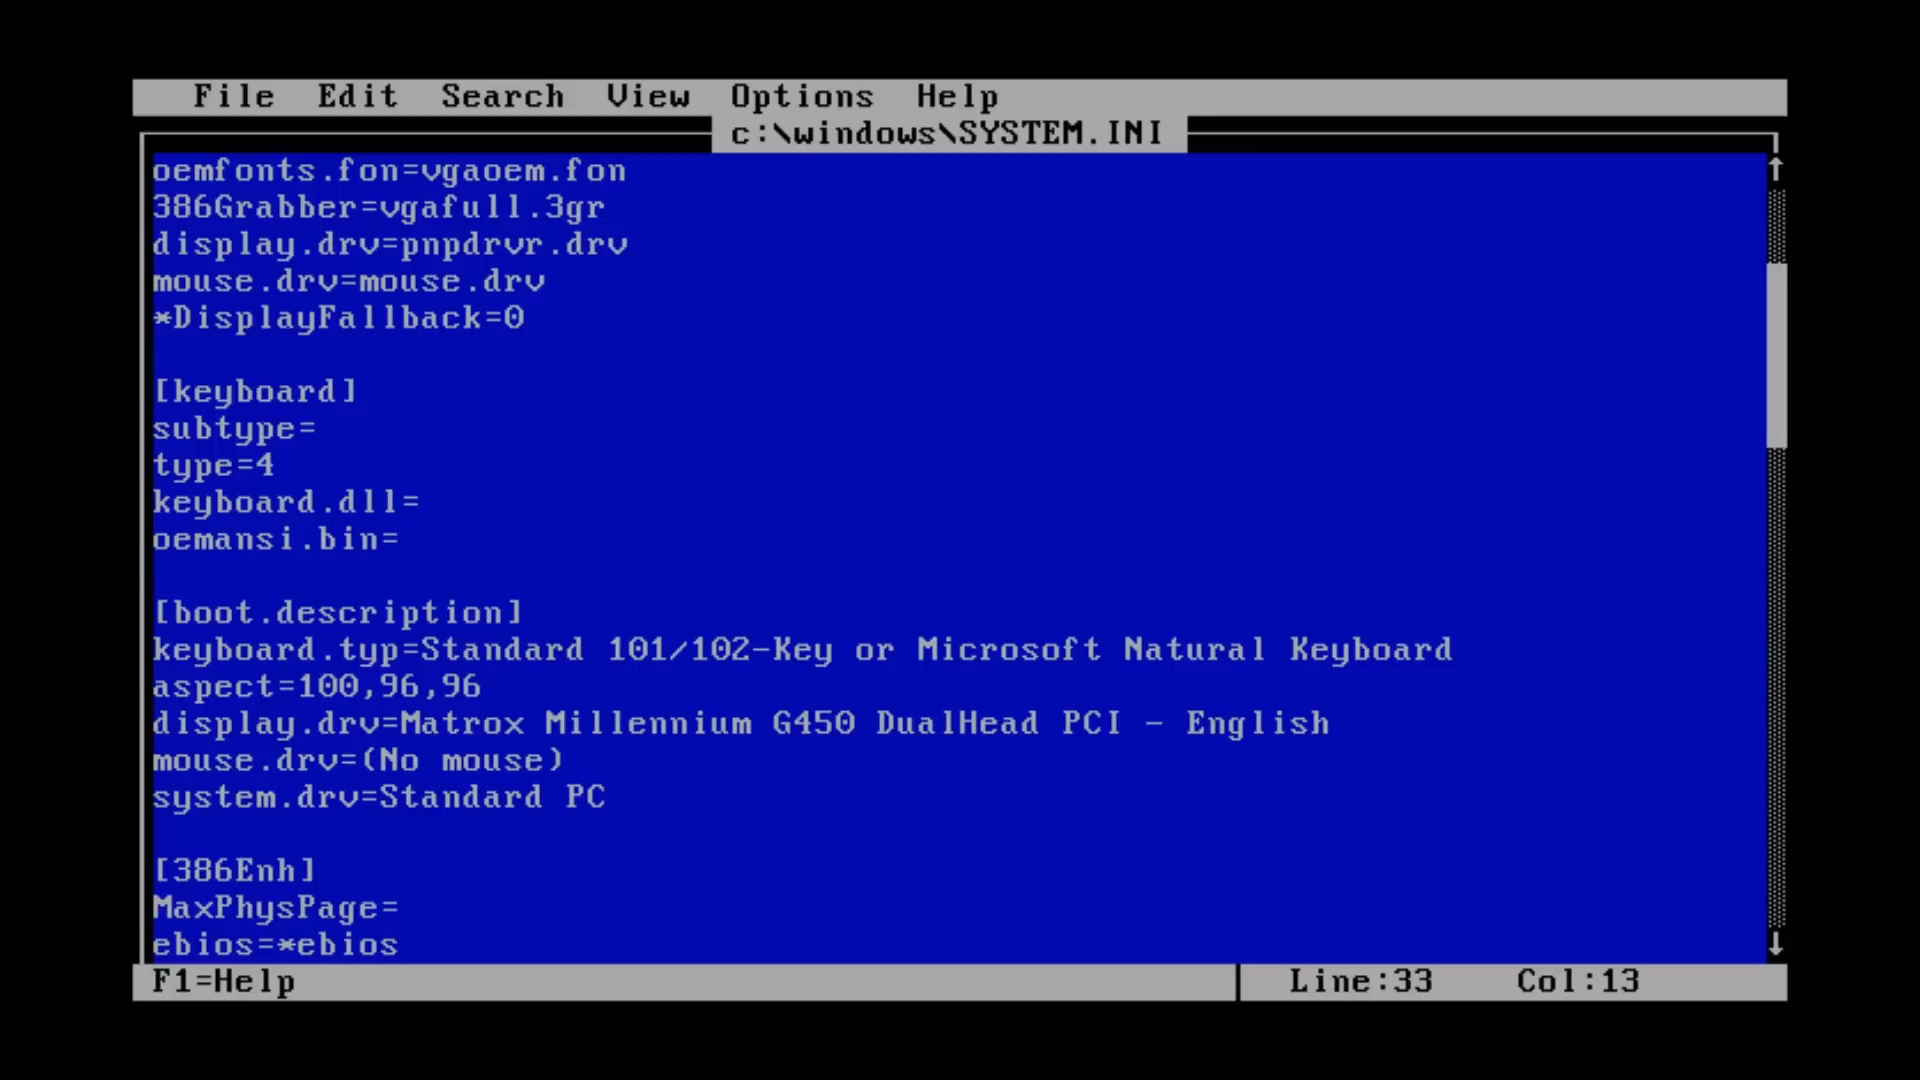 File Edit Search View Options Help
c:\windows\SYSTEM.INI
oemfonts.fon=vgaoem.fon
386Grabber=vgafull.3gr
display.drv=pnpdrvr.drv
mouse.drv=mouse.drv
*DisplayFallback=0
[keyboard]
subtype=
type=4
keyboard.dll=
oemansi.bin=
[boot.description]
keyboard.typ=Standard 101/102-Key or Microsoft Natural Keyboard
aspect=100,96,96
display.drv=Matrox Millennium G450 DualHead PCI - English
mouse.drv=(No mouse)
system.drv=Standard PC
[386Enh]
MaxPhysPage=
ebios=*ebios
F1=Help Line:33 Col:13